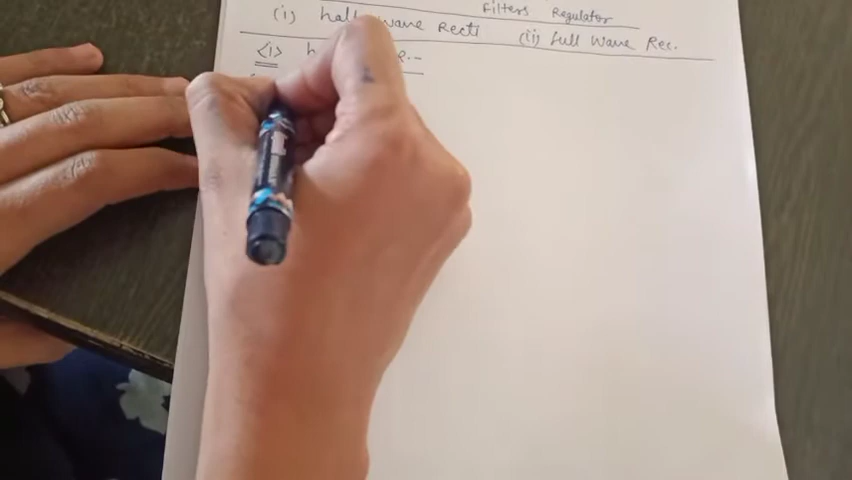 Filters Regulator
(i) half wave Recti (ii) full wave Rec.
<i> h R.-